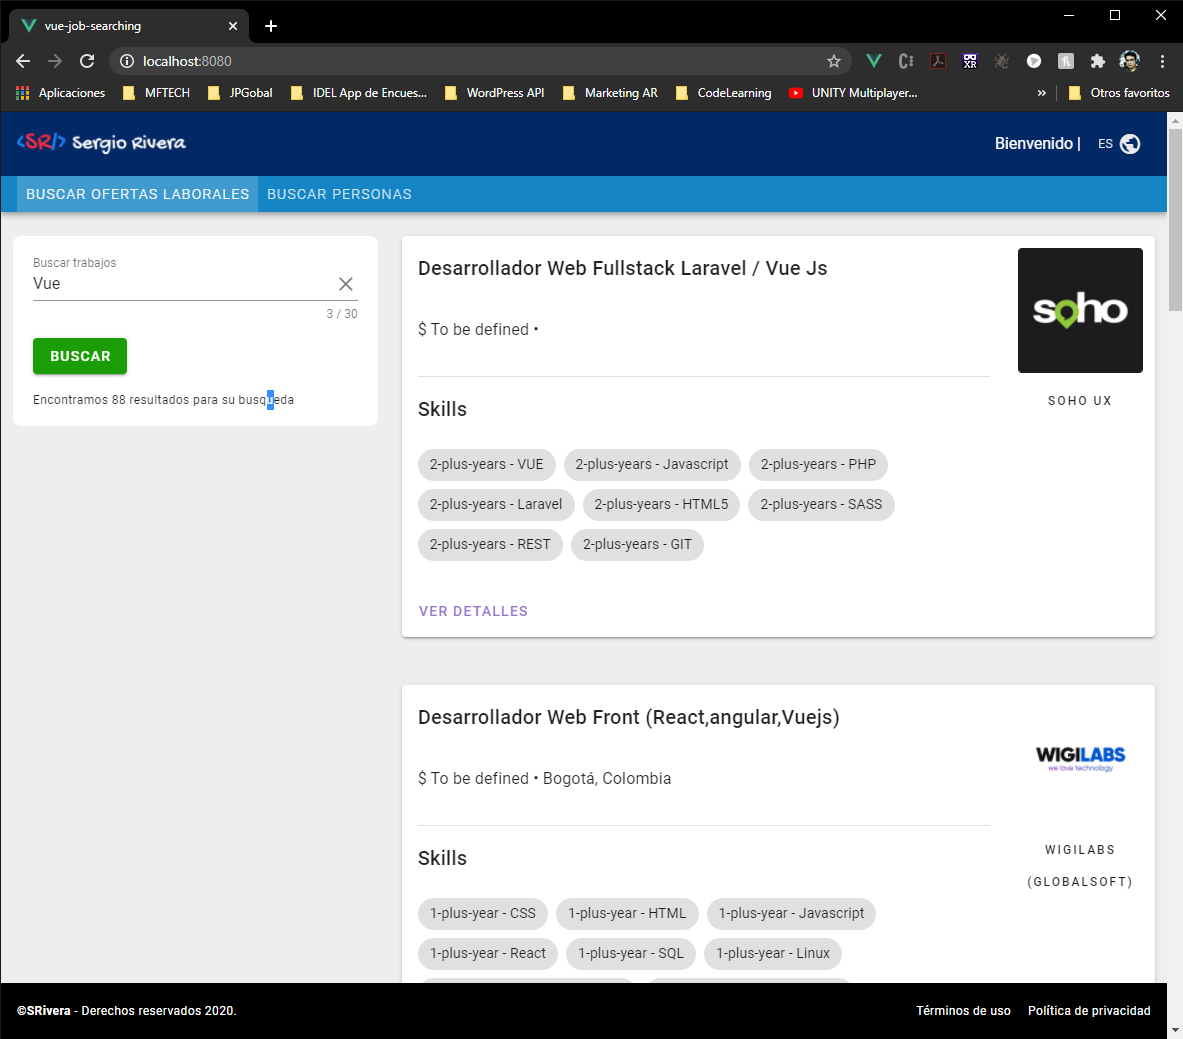 vue-job-searching
localhost:8080
Aplicaciones
MFTECH
JPGobal
IDEL App de Encues...
WordPress API
Marketing AR
CodeLearning
UNITY Multiplayer...
»
Otros favoritos
<SR/> Sergio Rivera
Bienvenido |
ES
BUSCAR OFERTAS LABORALES
BUSCAR PERSONAS
Buscar trabajos
Vue
3 / 30
BUSCAR
Encontramos 88 resultados para su busqueda
Desarrollador Web Fullstack Laravel / Vue Js
$ To be defined •
soho
SOHO UX
Skills
2-plus-years - VUE
2-plus-years - Javascript
2-plus-years - PHP
2-plus-years - Laravel
2-plus-years - HTML5
2-plus-years - SASS
2-plus-years - REST
2-plus-years - GIT
VER DETALLES
Desarrollador Web Front (React,angular,Vuejs)
$ To be defined • Bogotá, Colombia
WIGILABS
we love technology
WIGILABS
(GLOBALSOFT)
Skills
1-plus-year - CSS
1-plus-year - HTML
1-plus-year - Javascript
1-plus-year - React
1-plus-year - SQL
1-plus-year - Linux
©SRivera - Derechos reservados 2020.
Términos de uso
Política de privacidad